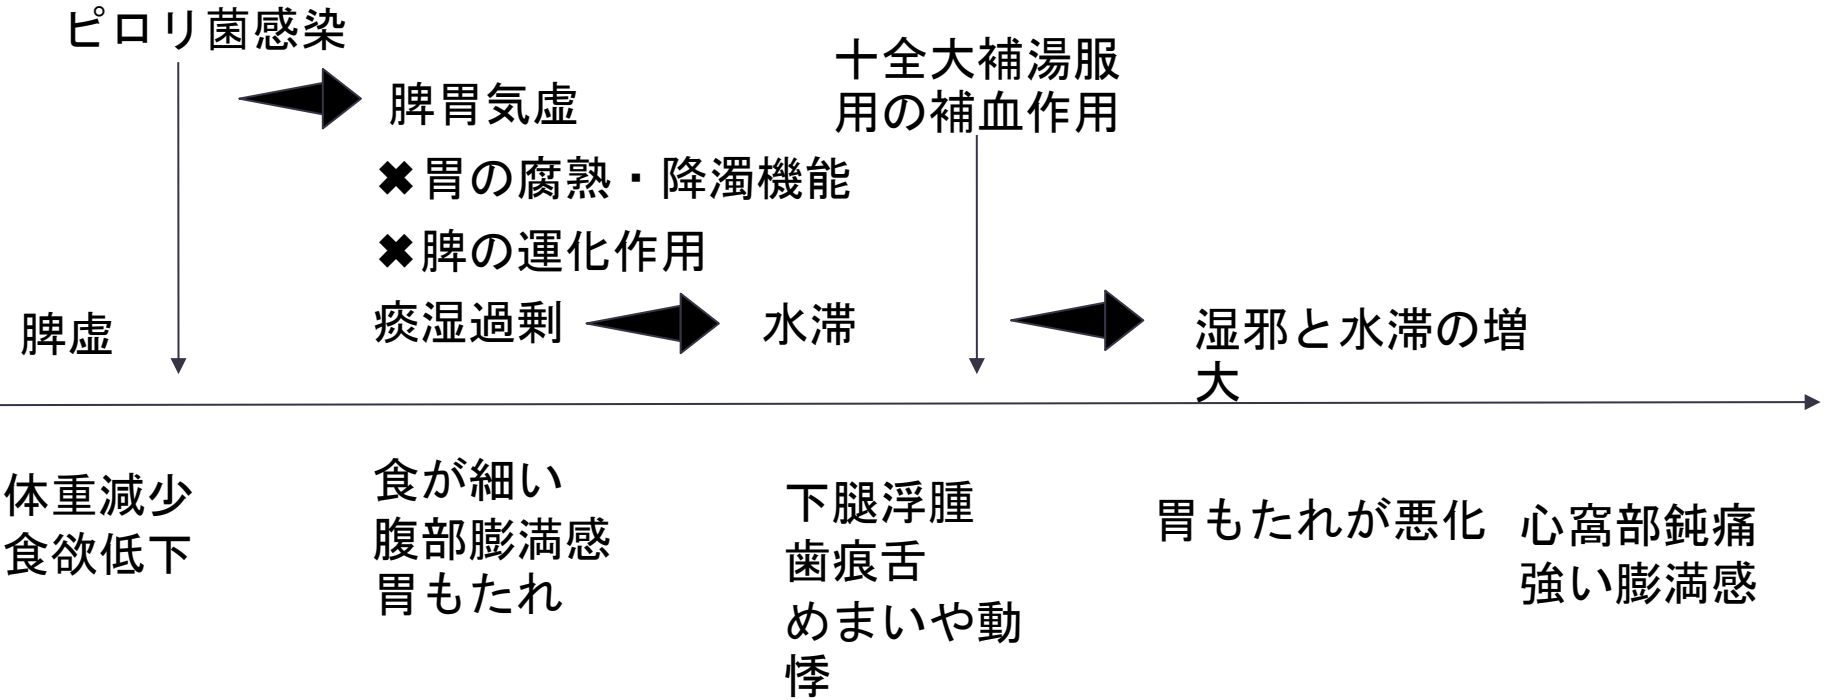 ピロリ菌感染
脾胃気虚
✖胃の腐熟・降濁機能
✖脾の運化作用
痰湿過剰
水滞
十全大補湯服
用の補血作用
湿邪と水滞の増
大
脾虚
体重減少
食欲低下
食が細い
腹部膨満感
胃もたれ
下腿浮腫
歯痕舌
めまいや動
悸
胃もたれが悪化
心窩部鈍痛
強い膨満感